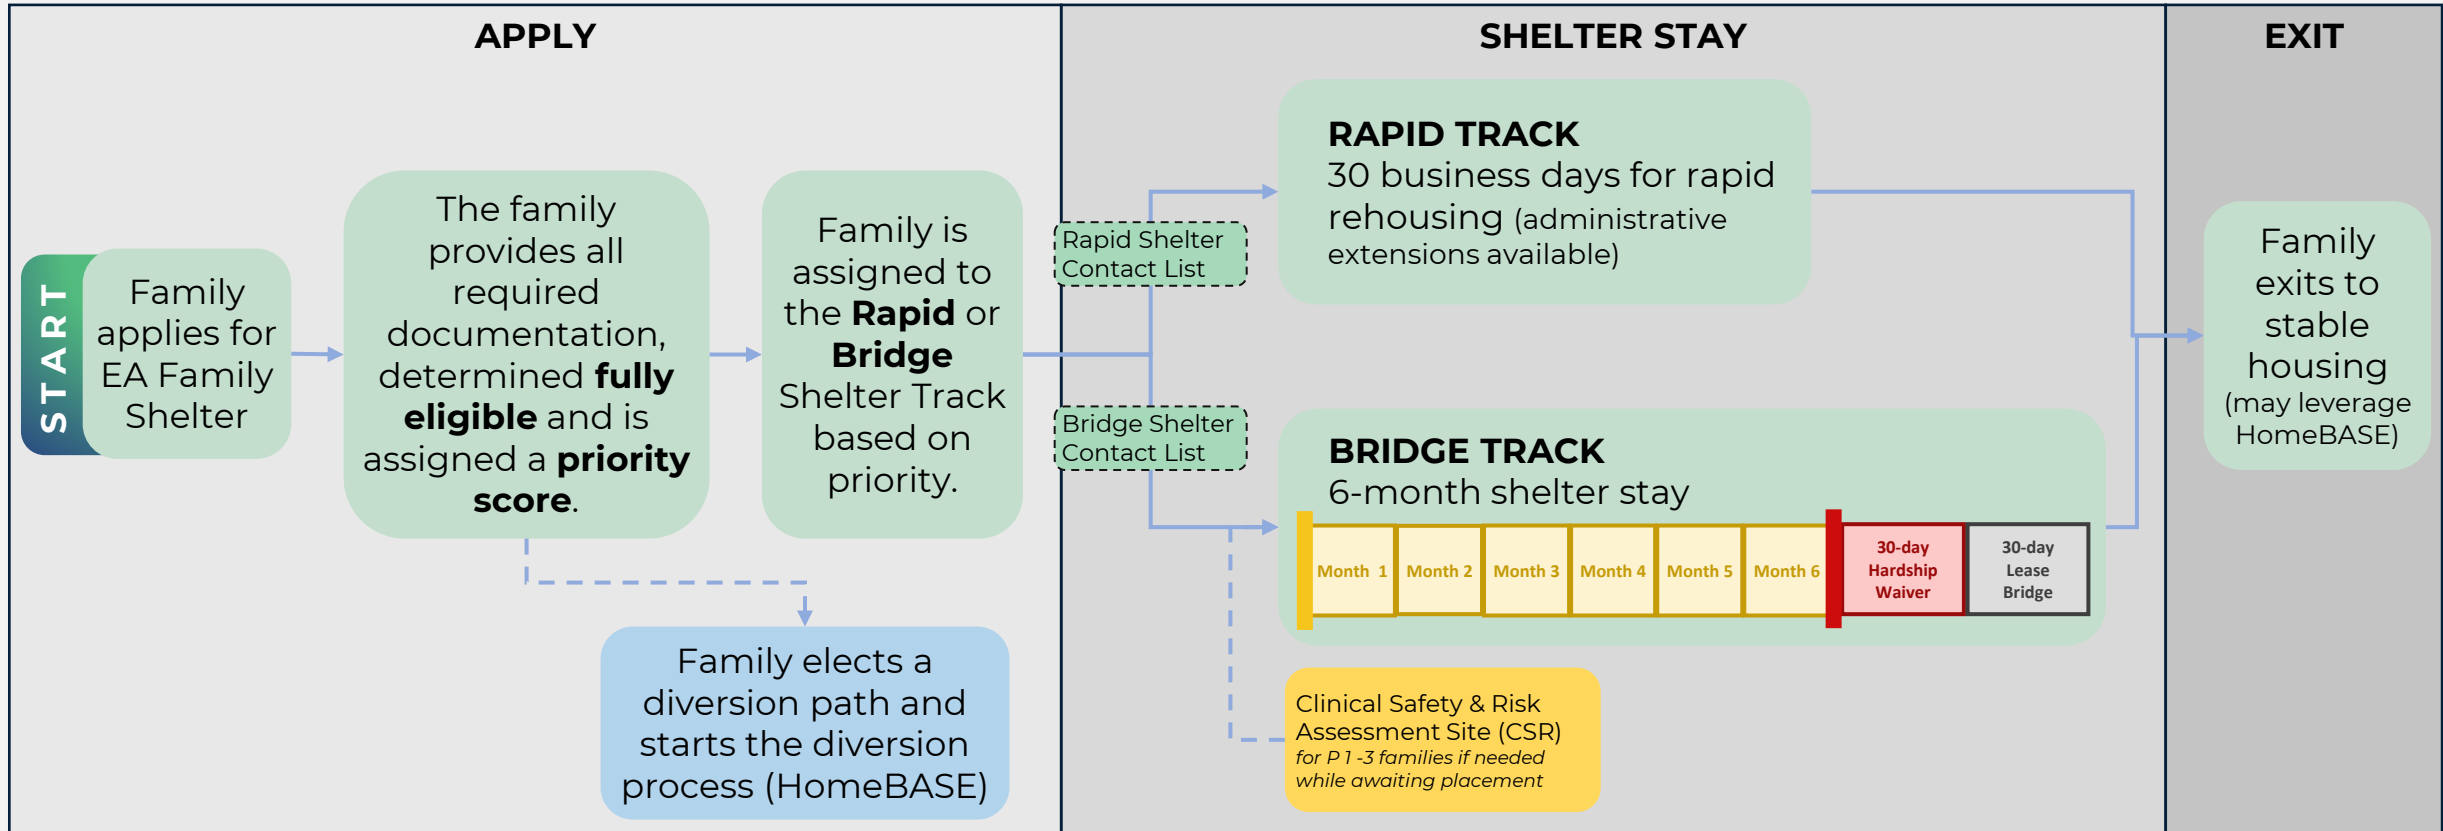 APPLY
START
Family
applies for
EA Family
Shelter
The family
provides all
required
documentation,
determined fully
eligible and is
assigned a priority
score.
Family is
assigned to
the Rapid or
Bridge
Shelter Track
based on
priority.
Family elects a
diversion path and
starts the diversion
process (HomeBASE)
SHELTER STAY
Rapid Shelter
Contact List
Bridge Shelter
Contact List
RAPID TRACK
30 business days for rapid
rehousing (administrative
extensions available)
BRIDGE TRACK
6-month shelter stay
Month 1
Month 2
Month 3
Month 4
Month 5
Month 6
30-day
Hardship
Waiver
30-day
Lease
Bridge
Clinical Safety & Risk
Assessment Site (CSR)
for P 1 -3 families if needed
while awaiting placement
EXIT
Family
exits to
stable
housing
(may leverage
HomeBASE)